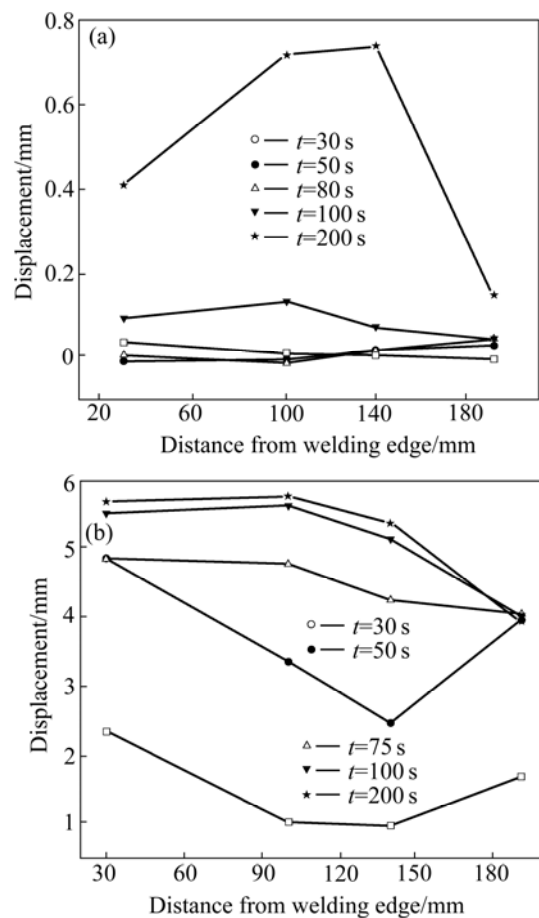 (a)
0.8
0.6
0.4
0.2
0
Displacement/mm
t=30 s
t=50 s
t=80 s
t=100 s
t=200 s
20 60 100 140 180
Distance from welding edge/mm
(b)
6
5
4
3
2
1
Displacement/mm
t=30 s
t=50 s
t=75 s
t=100 s
t=200 s
30 60 90 120 150 180
Distance from welding edge/mm